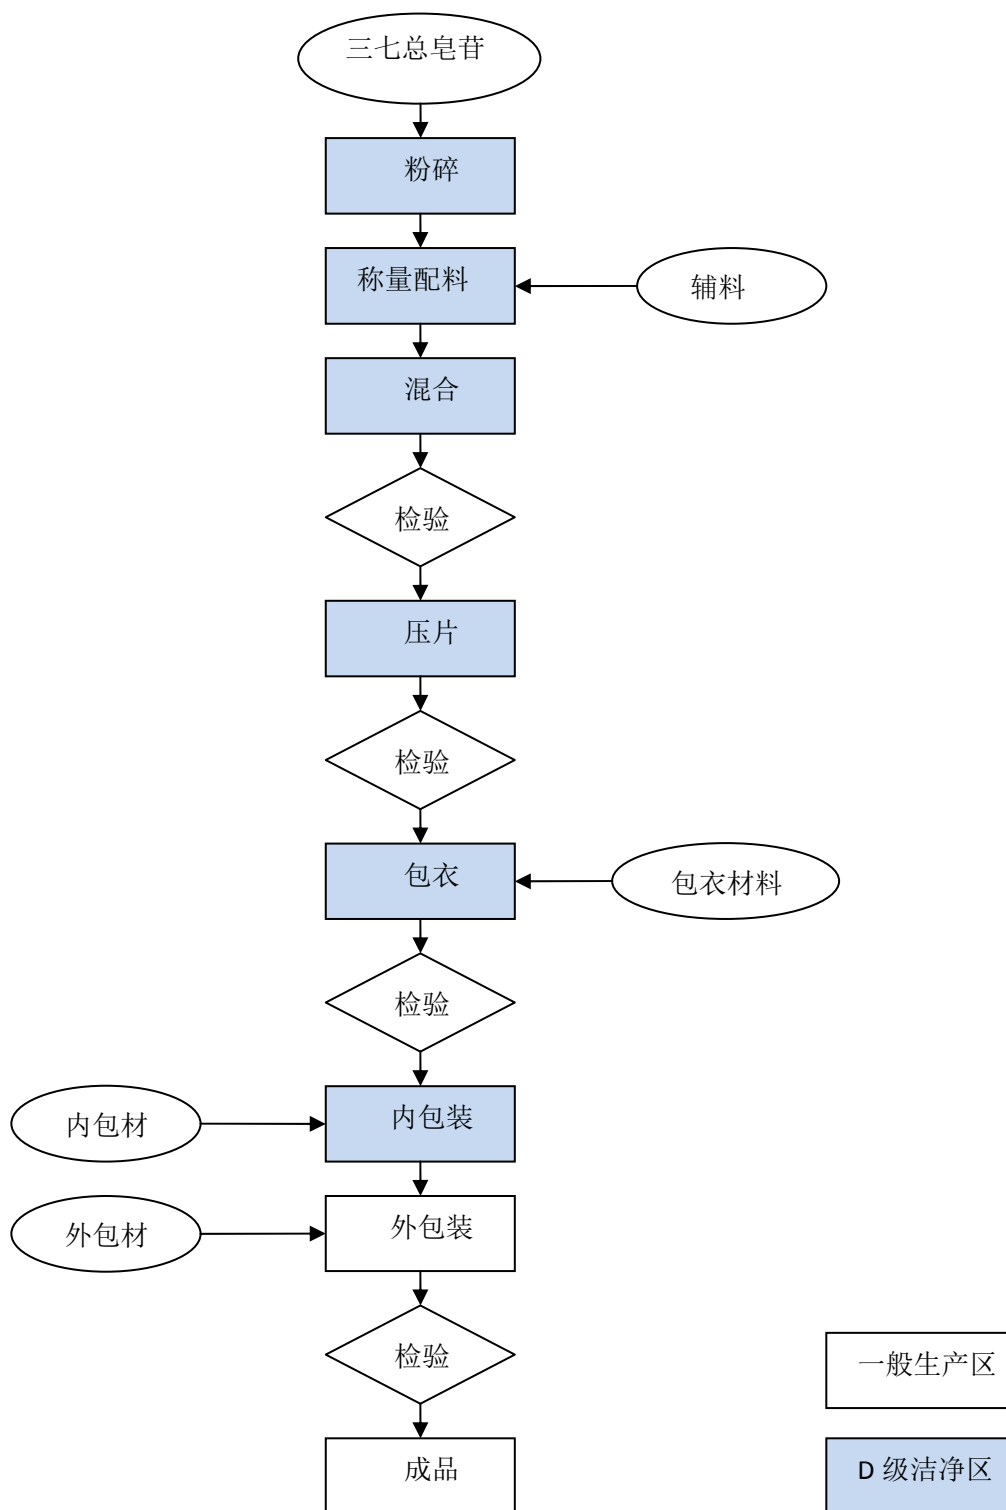 三七总皂苷
粉碎
称量配料
辅料
混合
检验
压片
检验
包衣
包衣材料
检验
内包材
内包装
外包材
外包装
检验
一般生产区
成品
D 级洁净区